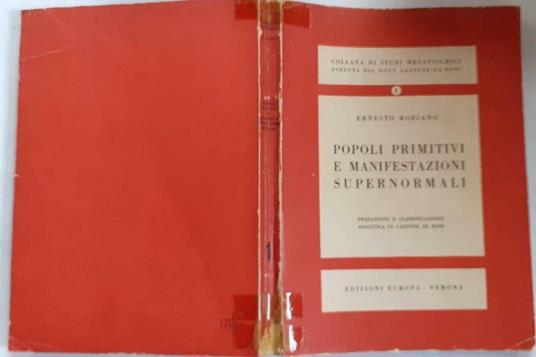 COLLANA DI STUDI METAPSICHICI
DIRETTA DAL DOTT. GASTONE DE BONI
1
ERNESTO BOZZANO
POPOLI PRIMITIVI
E MANIFESTAZIONI
SUPERNORMALI
PREFAZIONE E CLASSIFICAZIONE
ANALITICA DI GASTONE DE BONI
EDIZIONI EUROPA - VERONA
1